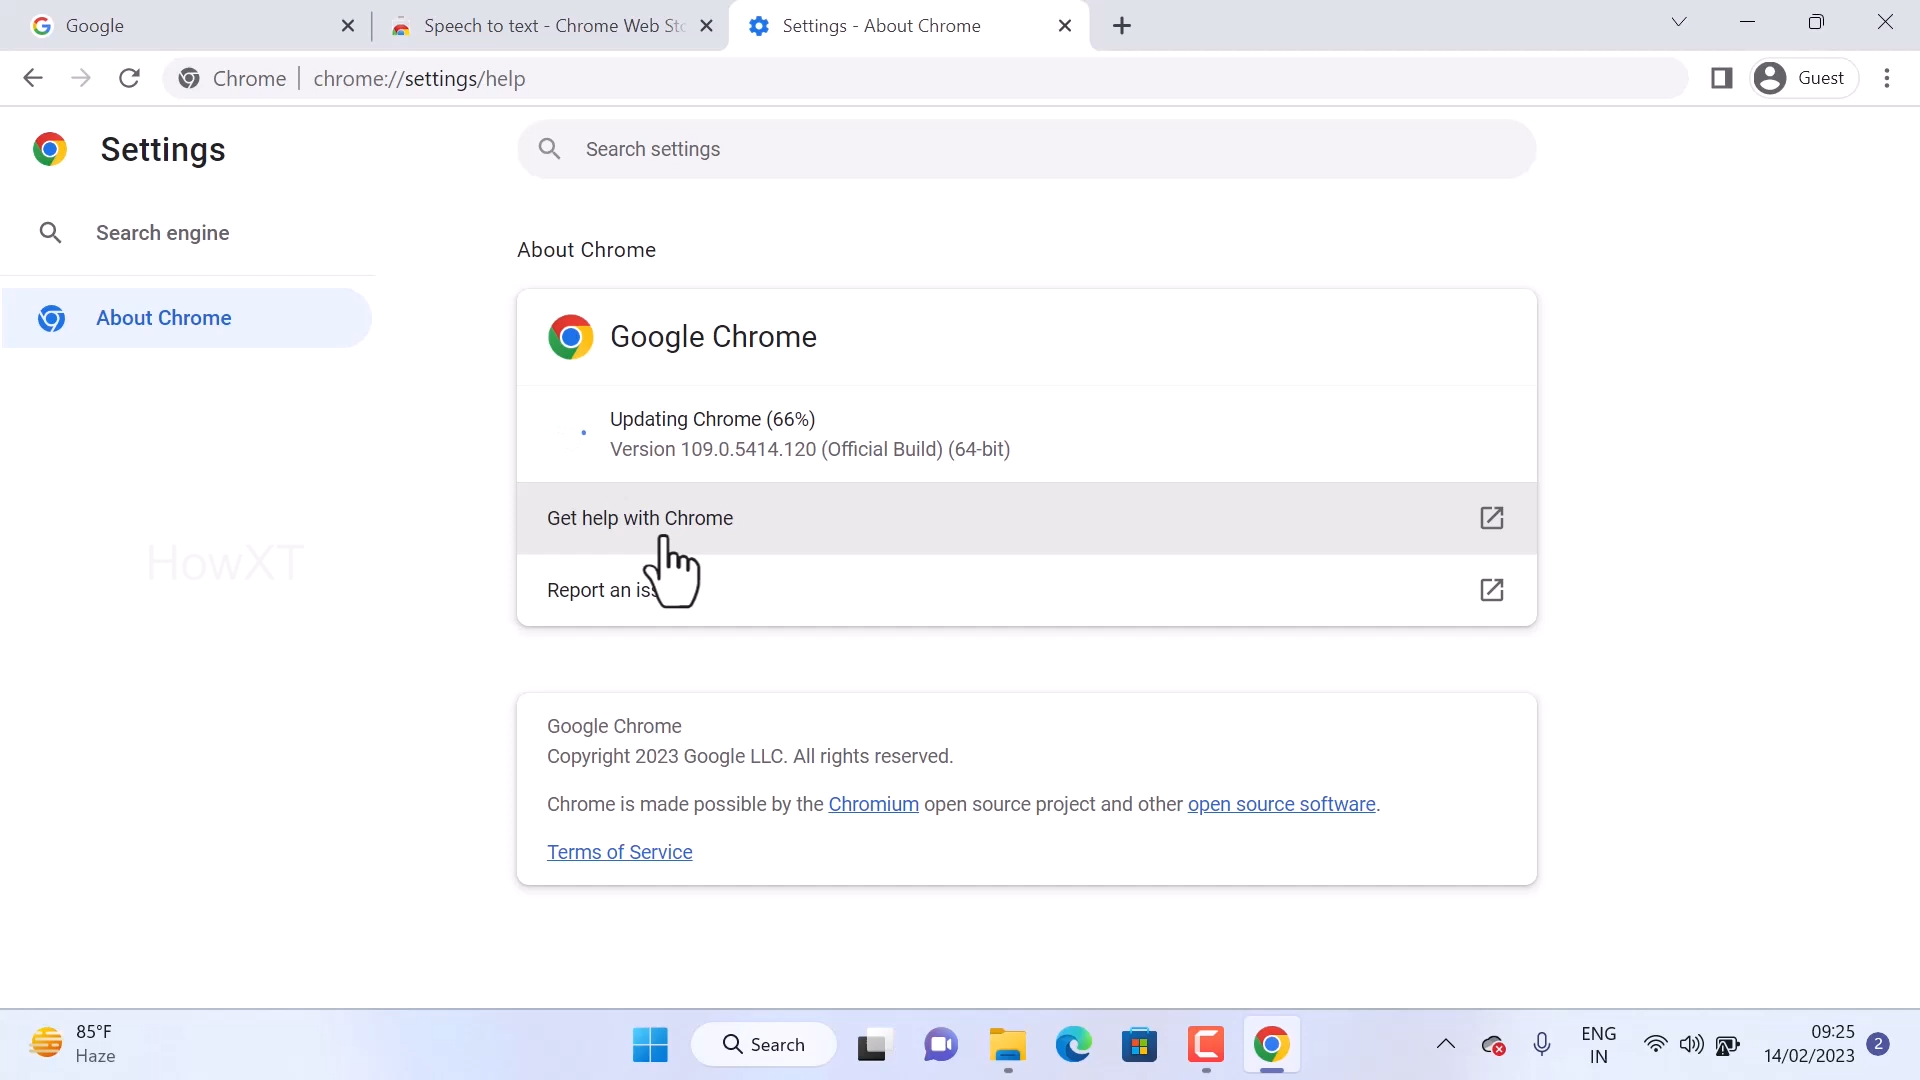 Google
Speech to text - Chrome Web Sto
Settings - About Chrome
Chrome
chrome://settings/help
Guest
Settings
Search settings
Search engine
About Chrome
About Chrome
Google Chrome
Updating Chrome (66%)
Version 109.0.5414.120 (Official Build) (64-bit)
Get help with Chrome
HowXT
Report an iss
Google Chrome
Copyright 2023 Google LLC. All rights reserved.
Chrome is made possible by the Chromium open source project and other open source software.
Terms of Service
85°F
Haze
Search
ENG
IN
09:25
14/02/2023
2